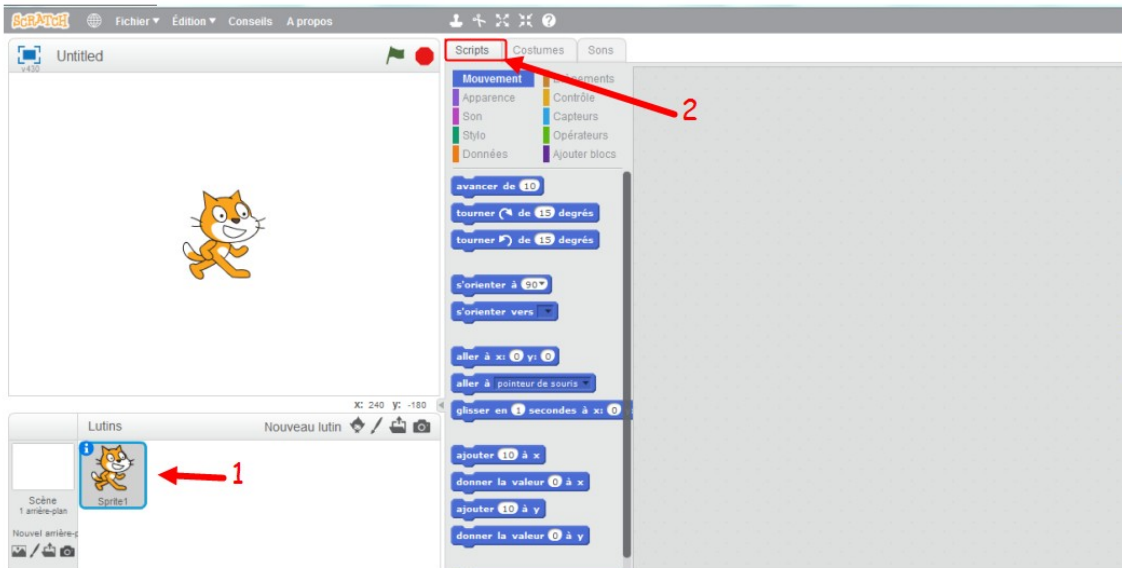 SCRATCH Fichier Édition Conseils A propos
Untitled
v430
Scripts Costumes Sons
Mouvement
Apparence Contrôle
Son Capteurs
Stylo Opérateurs
Données Ajouter blocs
2
avancer de 10
tourner de 15 degrés
tourner de 15 degrés
s'orienter à 90
s'orienter vers
aller à x: 0 y: 0
aller à pointeur de souris
glisser en 1 secondes à x: 0
ajouter 10 à x
donner la valeur 0 à x
ajouter 10 à y
donner la valeur 0 à y
x: 240 y: -180
Lutins Nouveau lutin
1
Sprite1
Scène
1 arrière-plan
Nouvel arrière-p